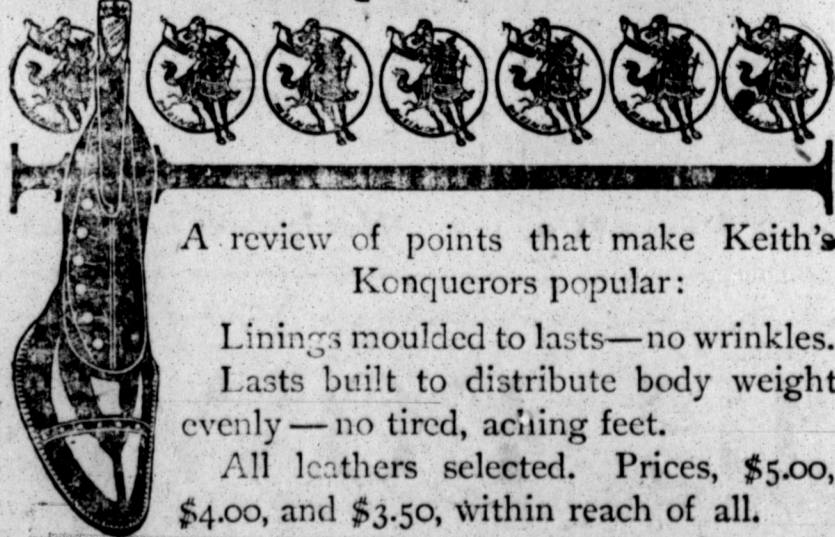 A review of points that make Keith's
Konquerors popular:
Linings moulded to lasts—no wrinkles.
Lasts built to distribute body weight
evenly—no tired, aching feet.
All leathers selected. Prices, $5.00,
$4.00, and $3.50, within reach of all.